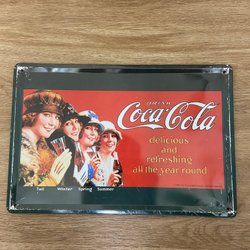 DRINK
Coca-Cola
delicious
and
refreshing
all the year round
Fall Winter Spring Summer